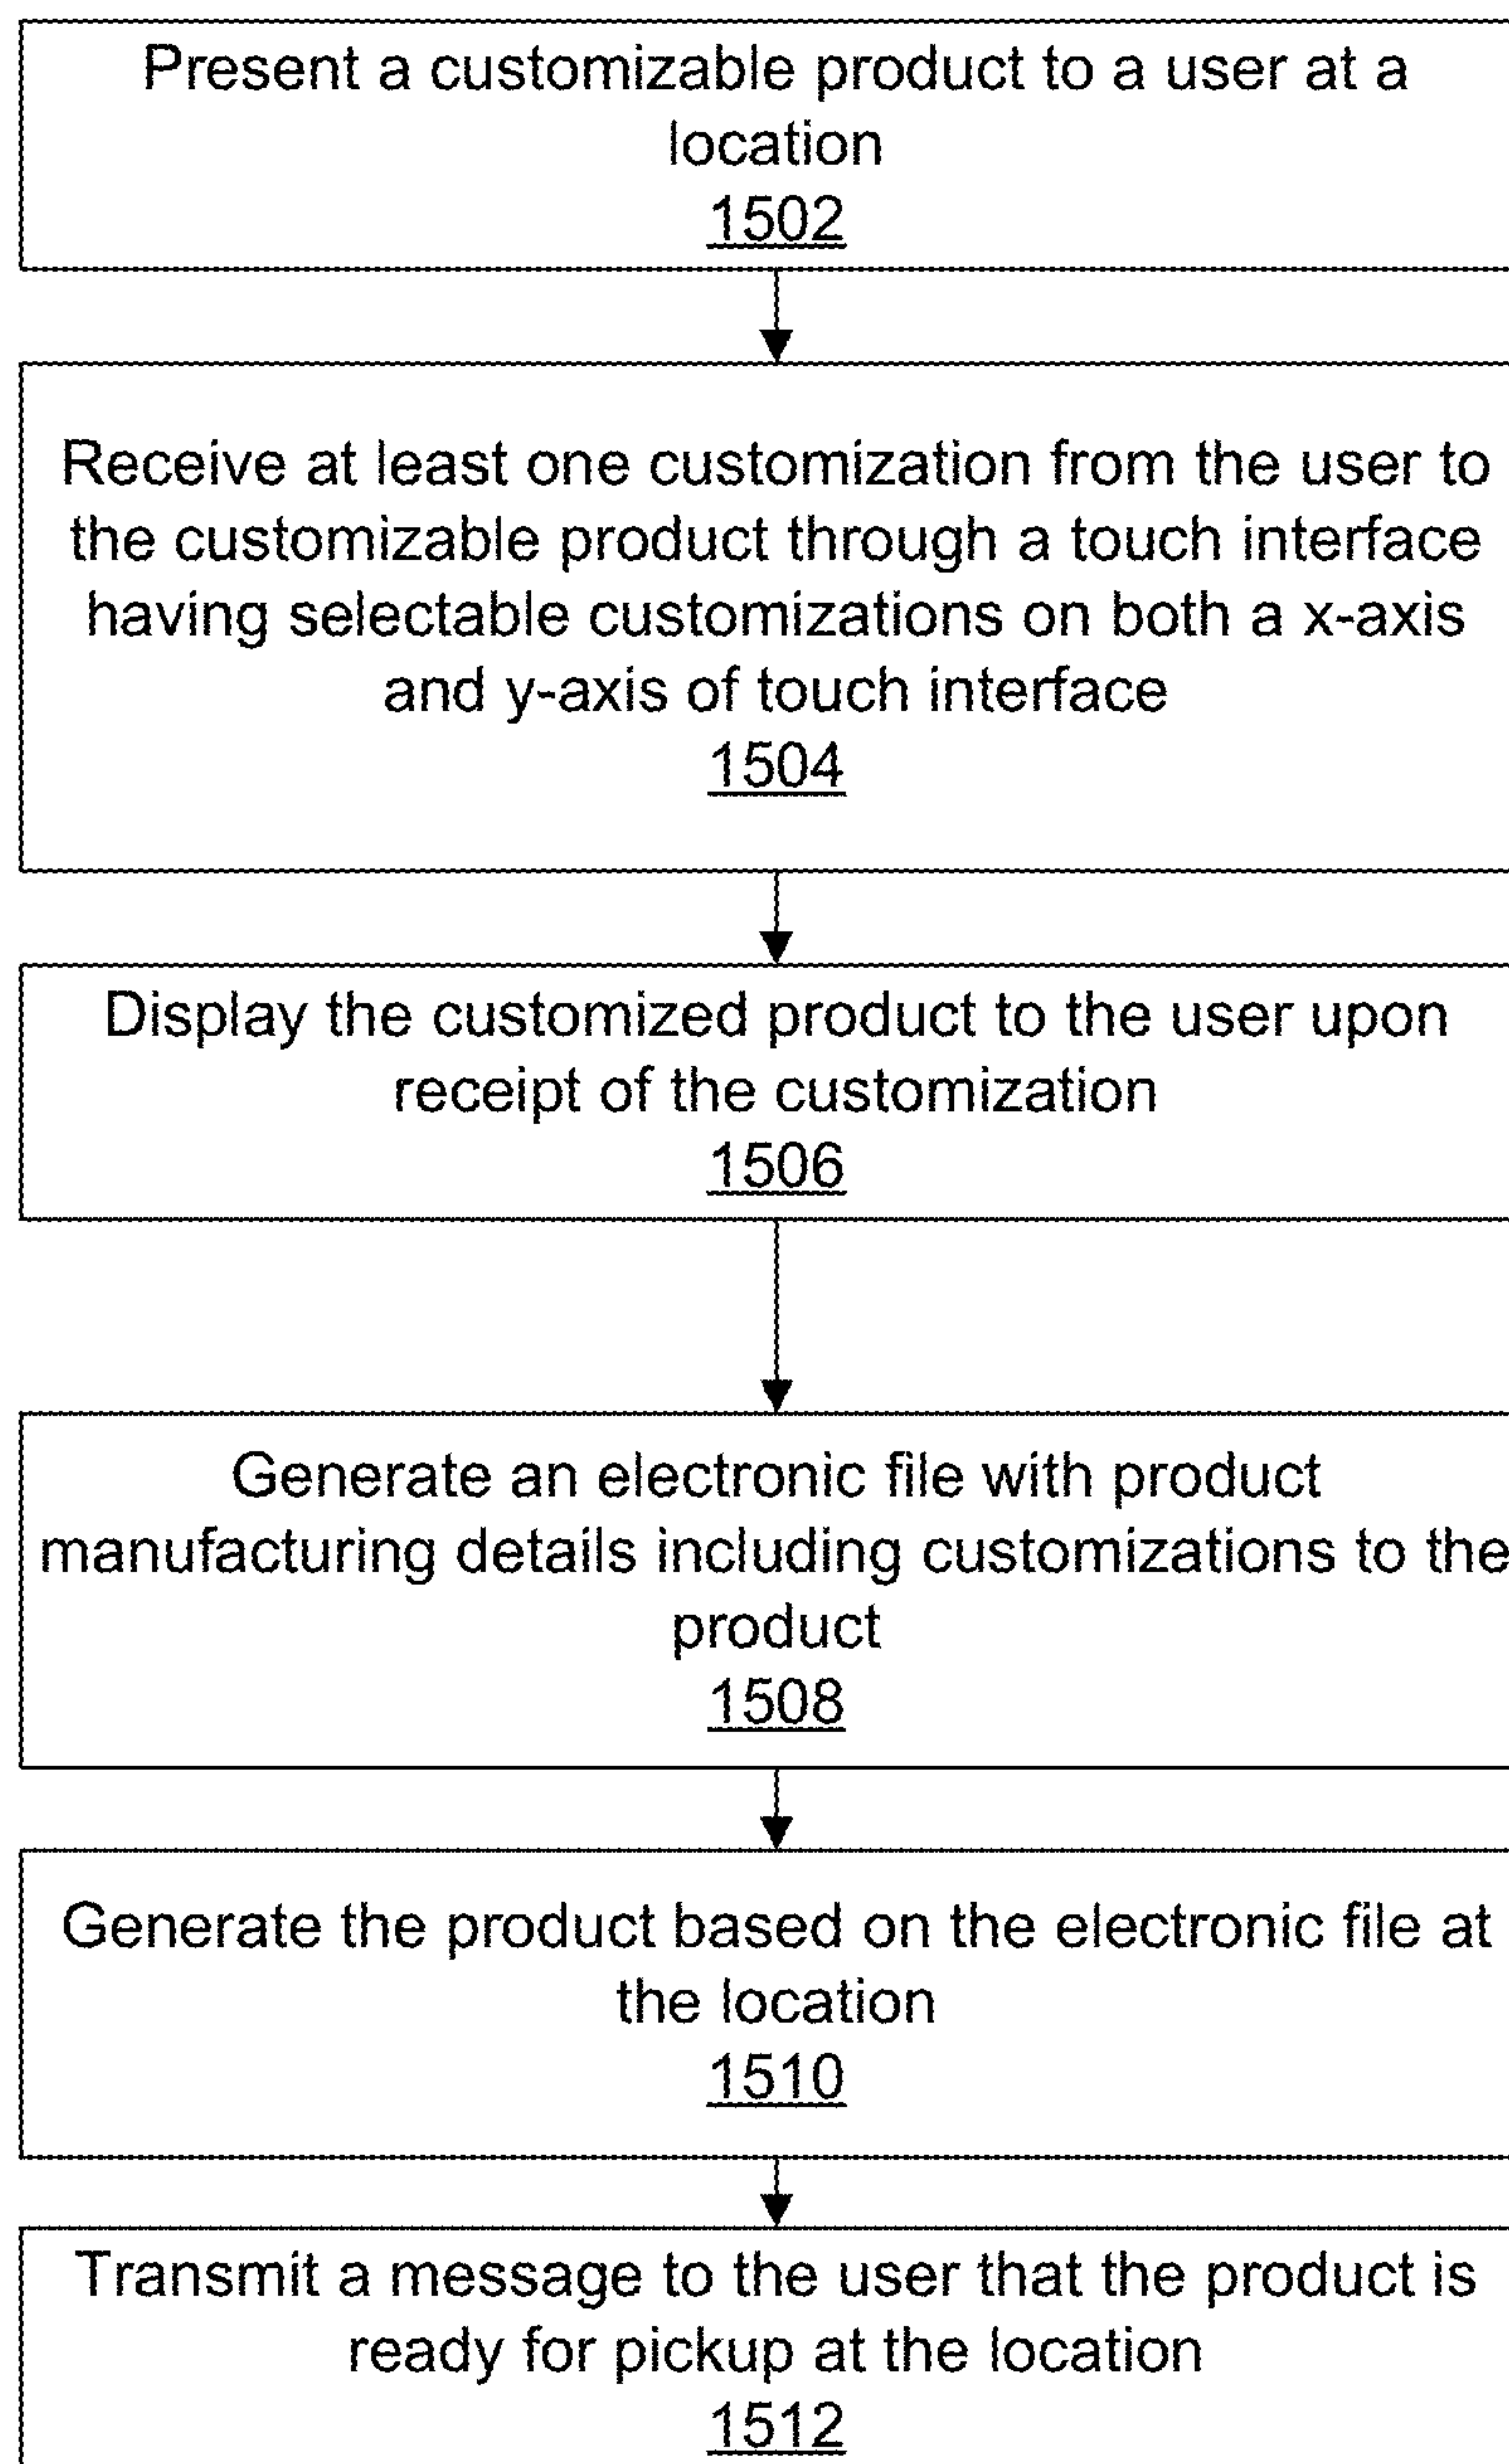 Present a customizable product to a user at a
location
1502
Receive at least one customization from the user to
the customizable product through a touch interface
having selectable customizations on both a x-axis
and y-axis of touch interface
1504
Display the customized product to the user upon
receipt of the customization
1506
Generate an electronic file with product
manufacturing details including customizations to the
product
1508
Generate the product based on the electronic file at
the location
1510
Transmit a message to the user that the product is
ready for pickup at the location
1512